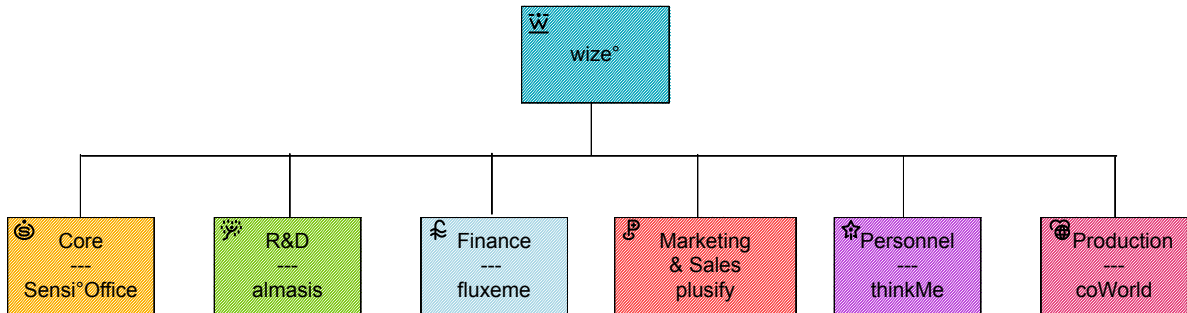 wize°
Core
---
Sensi°Office
R&D
---
almasis
Finance
---
fluxeme
Marketing
& Sales
plusify
Personnel
---
thinkMe
Production
---
coWorld